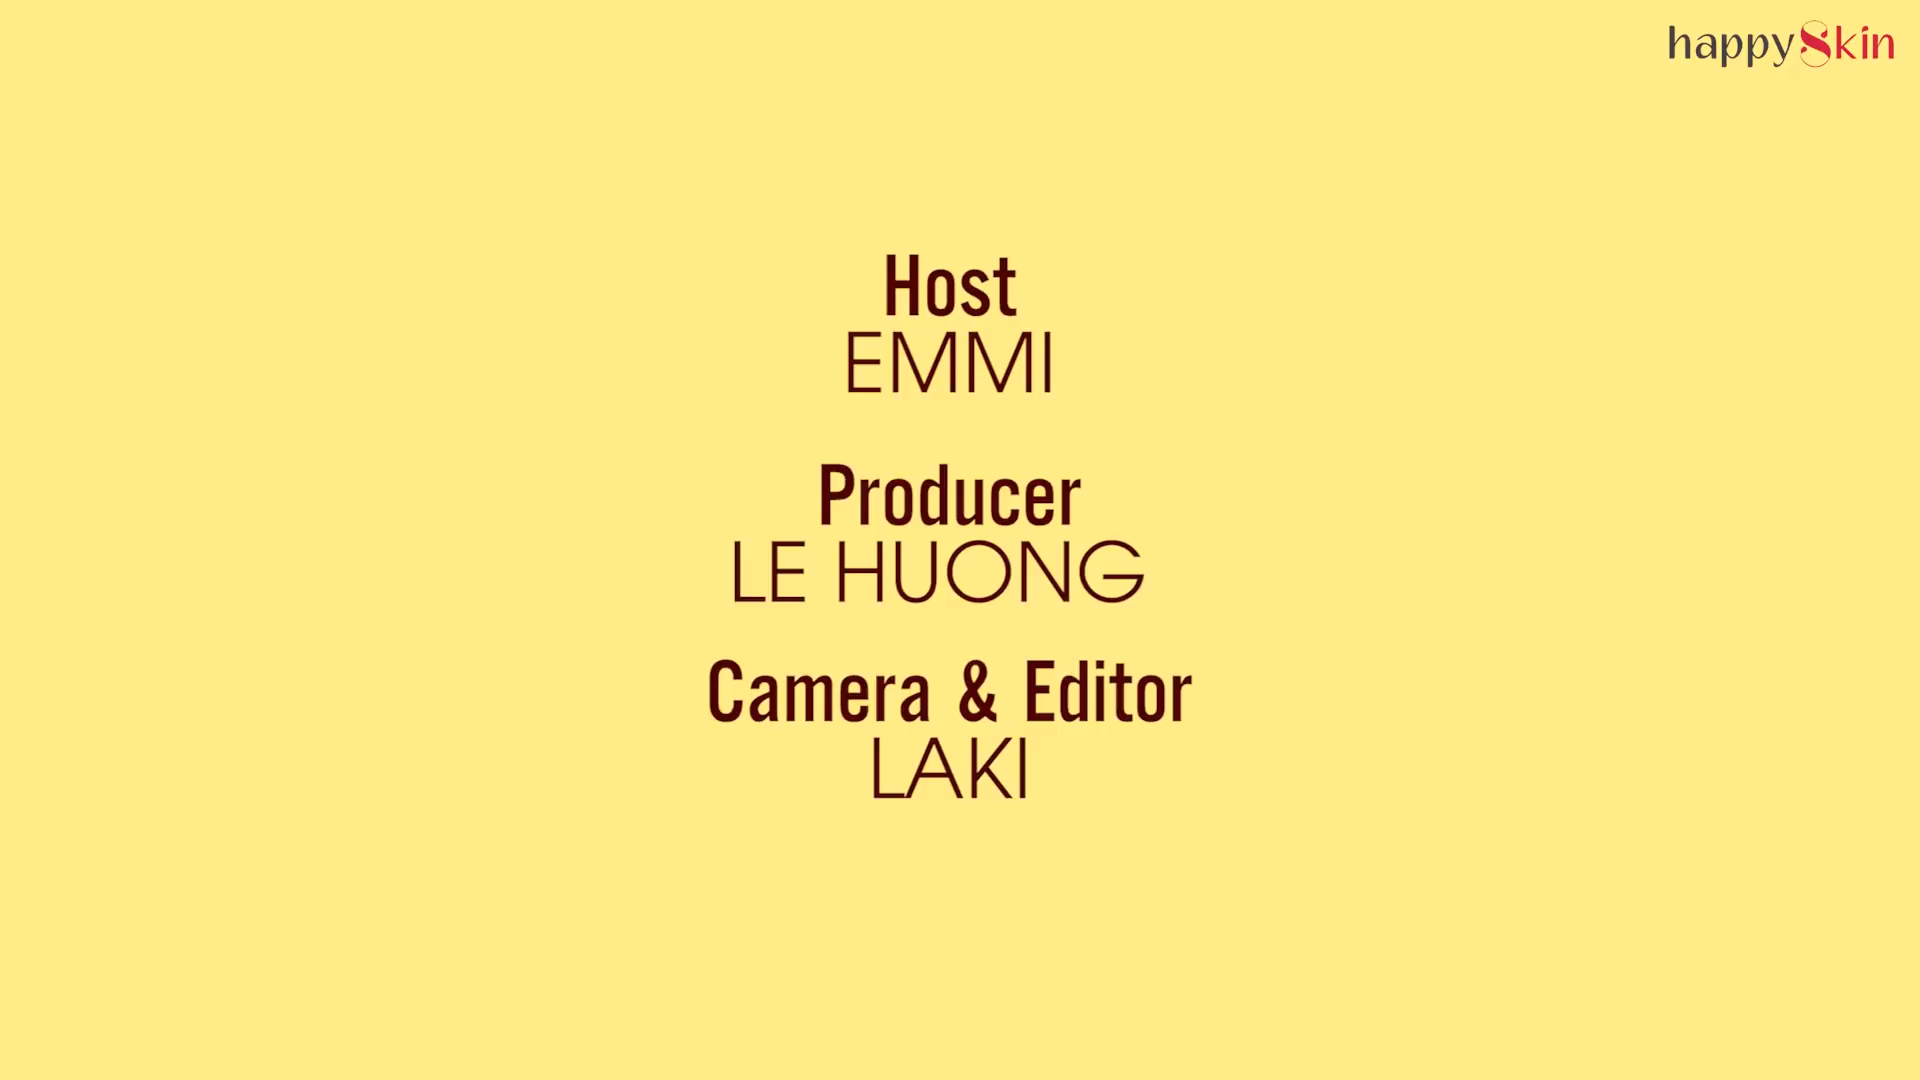 happySkin
Host
EMMI
Producer
LE HUONG
Camera & Editor
LAKI